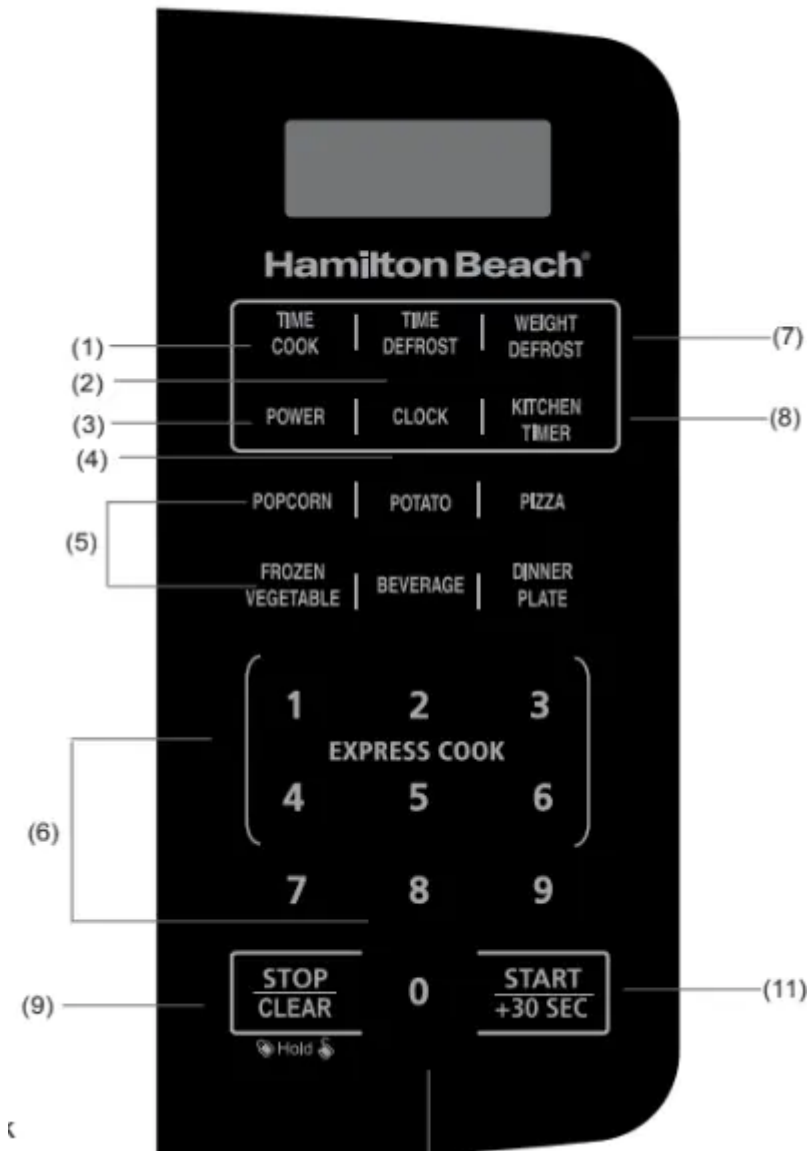 Hamilton Beach®
TIME COOK
TIME DEFROST
WEIGHT DEFROST
(7)
(1)
(2)
POWER
CLOCK
KITCHEN TIMER
(8)
(3)
(4)
POPCORN
POTATO
PIZZA
(5)
FROZEN VEGETABLE
BEVERAGE
DINNER PLATE
1 2 3
EXPRESS COOK
4 5 6
(6)
7 8 9
STOP
CLEAR
0
START
+30 SEC
(9)
(11)
Hold